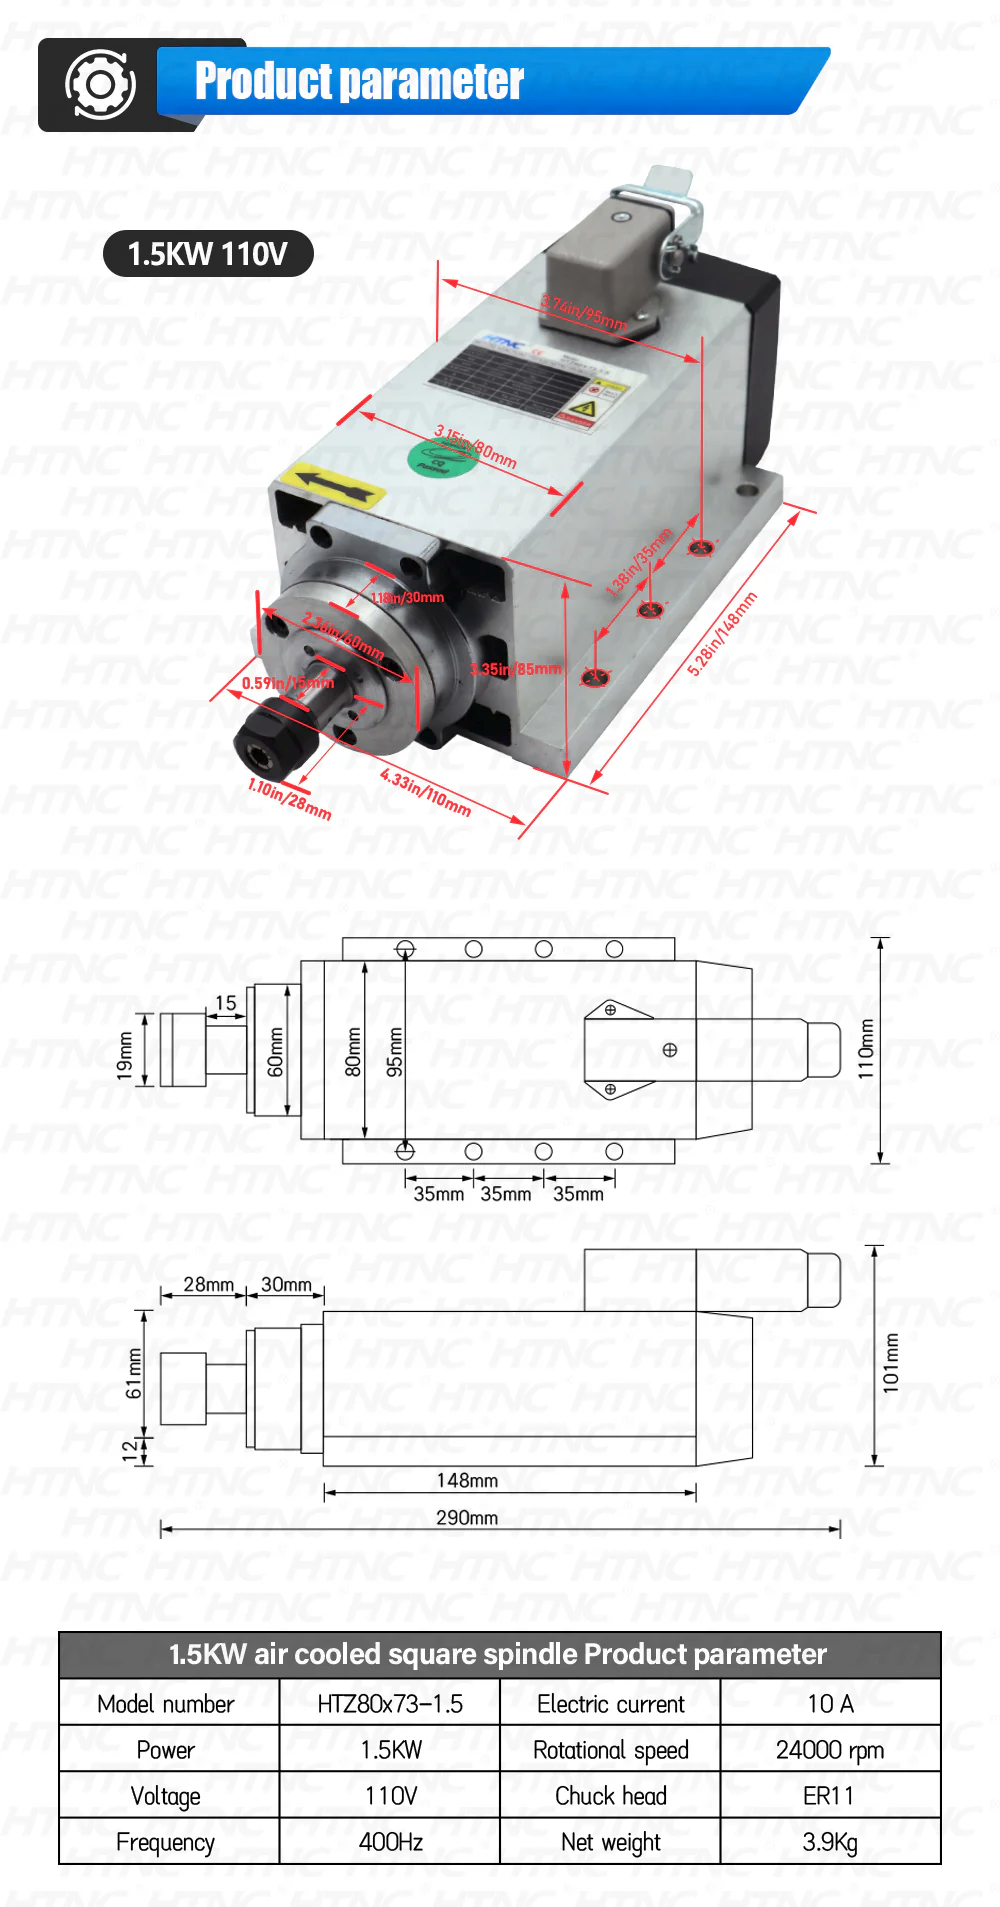 Product parameter
1.5KW 110V
3.74in/95mm
HTNC
3.15in/80mm
CQ
1.38in/35mm
1.18in/30mm
2.36in/60mm
5.28in/148mm
3.35in/85mm
0.59in/15mm
4.33in/110mm
1.10in/28mm
15
19mm
60mm
80mm
95mm
110mm
35mm 35mm 35mm
28mm 30mm
61mm
101mm
12
148mm
290mm
1.5KW air cooled square spindle Product parameter
Model number HTZ80x73-1.5 Electric current 10 A
Power 1.5KW Rotational speed 24000 rpm
Voltage 110V Chuck head ER11
Frequency 400Hz Net weight 3.9Kg